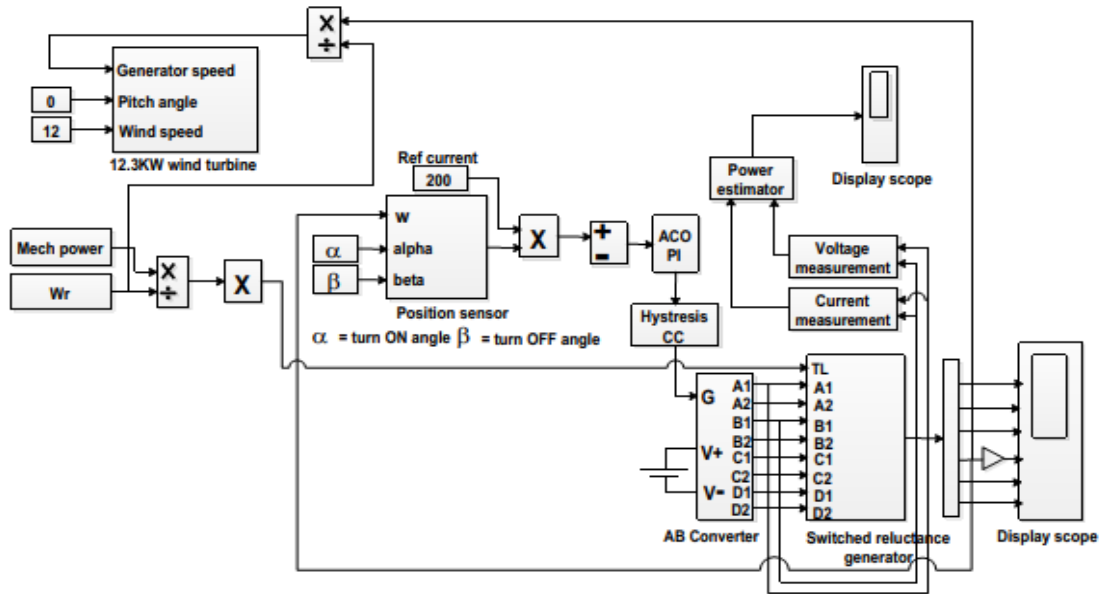 X
÷
Generator speed
0
Pitch angle
12
Wind speed
12.3KW wind turbine
Ref current
200
Power
estimator
Display scope
w
α
alpha
β
beta
Position sensor
X
+
-
ACO
PI
Voltage
measurement
Mech power
Wr
X
÷
X
Current
measurement
Hystresis
CC
α = turn ON angle β = turn OFF angle
G
V+
V-
A1
A2
B1
B2
C1
C2
D1
D2
AB Converter
TL
A1
A2
B1
B2
C1
C2
D1
D2
Switched reluctance
generator
Display scope